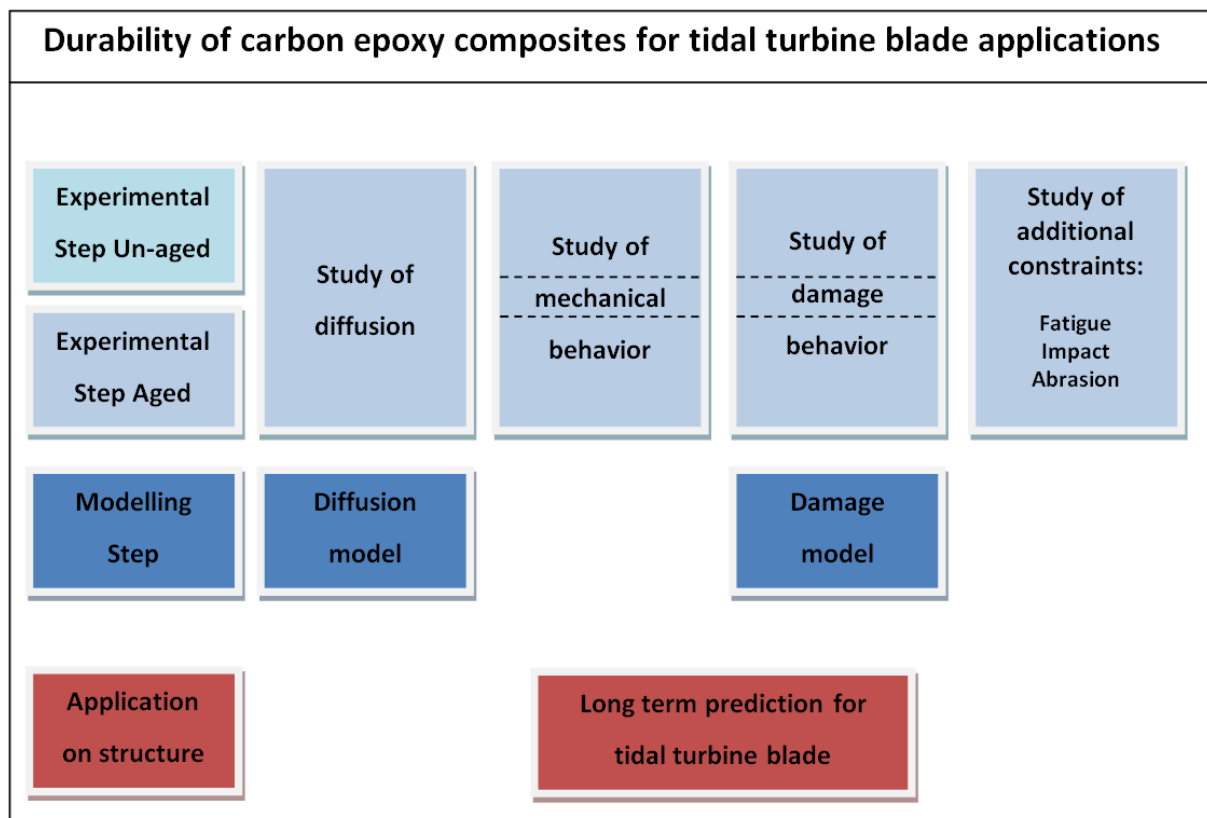 Durability of carbon epoxy composites for tidal turbine blade applications
Experimental
Step Un-aged
Experimental
Step Aged
Study of
diffusion
Study of
mechanical
behavior
Study of
damage
behavior
Study of
additional
constraints:
Fatigue
Impact
Abrasion
Modelling
Step
Diffusion
model
Damage
model
Application
on structure
Long term prediction for
tidal turbine blade